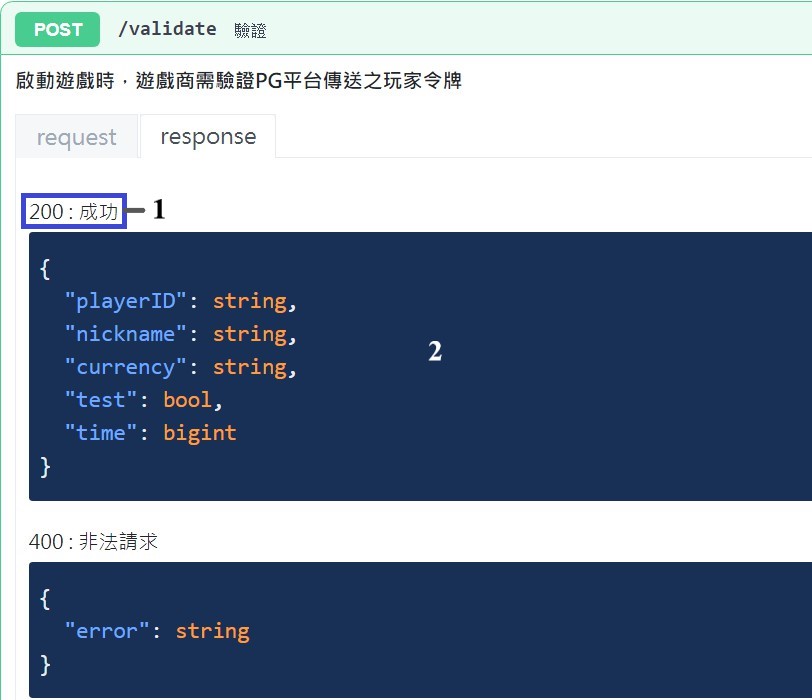 POST /validate 驗證
啟動遊戲時，遊戲商需驗證PG平台傳送之玩家令牌
request response
200 : 成功 1
{
"playerID": string,
"nickname": string,
"currency": string,
2
"test": bool,
"time": bigint
}
400 : 非法請求
{
"error": string
}